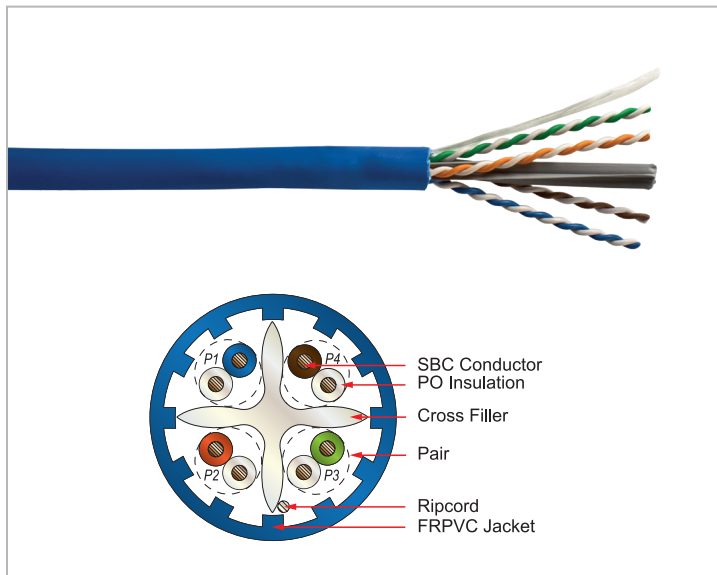 P1
P4
SBC Conductor
PO Insulation
Cross Filler
P2
P3
Pair
Ripcord
FRPVC Jacket